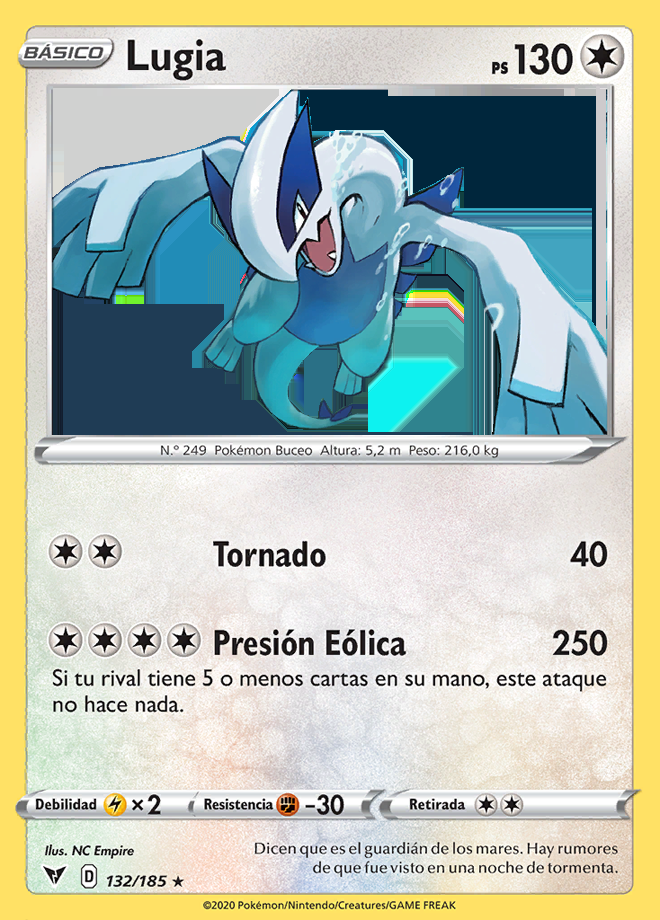 BÁSICO Lugia PS 130
N.º 249 Pokémon Buceo Altura: 5,2 m Peso: 216,0 kg
Tornado 40
Presión Eólica 250
Si tu rival tiene 5 o menos cartas en su mano, este ataque
no hace nada.
Debilidad ×2 Resistencia -30 Retirada
Ilus. NC Empire
Dicen que es el guardián de los mares. Hay rumores
de que fue visto en una noche de tormenta.
D 132/185 ★
©2020 Pokémon/Nintendo/Creatures/GAME FREAK